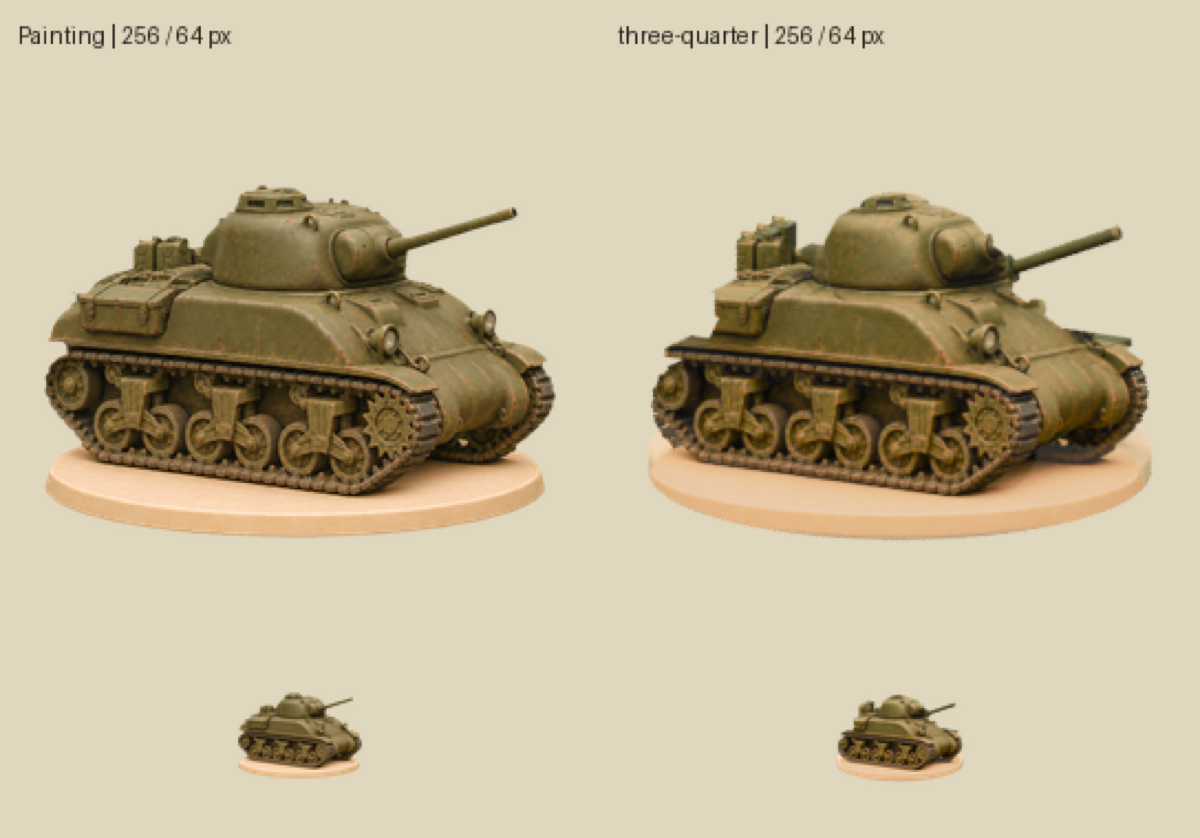 Painting | 256 / 64 px
three-quarter | 256 / 64 px